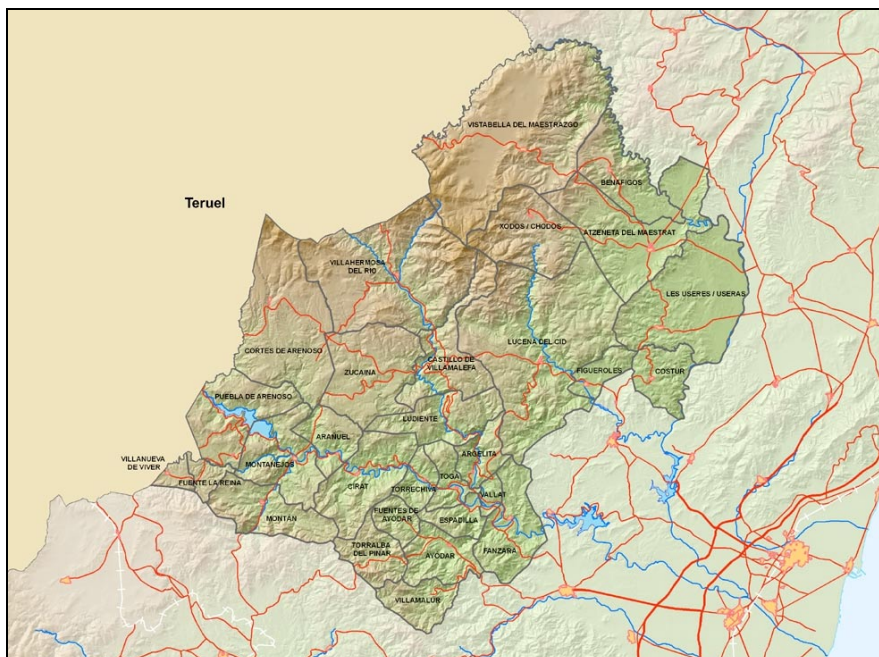 VISTABELLA DEL MAESTRAZGO
BENAFIGOS
Teruel
XODOS / CHODOS
ATZENETA DEL MAESTRAT
VILLAHERMOSA
DEL RIO
LES USERES / USERAS
LUCENA DEL CID
CORTES DE ARENOSO
CASTILLO DE
VILLAMALEFA
ZUCAINA
FIGUEROLES
COSTUR
PUEBLA DE ARENOSO
LUDIENTE
ARAÑUEL
ARGELITA
VILLANUEVA
DE VIVER
MONTANEJOS
TOGA
FUENTE LA REINA
CIRAT
TORRECHIVA
VALLAT
FUENTES DE
AYODAR
MONTÁN
ESPADILLA
TORRALBA
DEL PINAR
AYÓDAR
FANZARA
VILLAMALUR